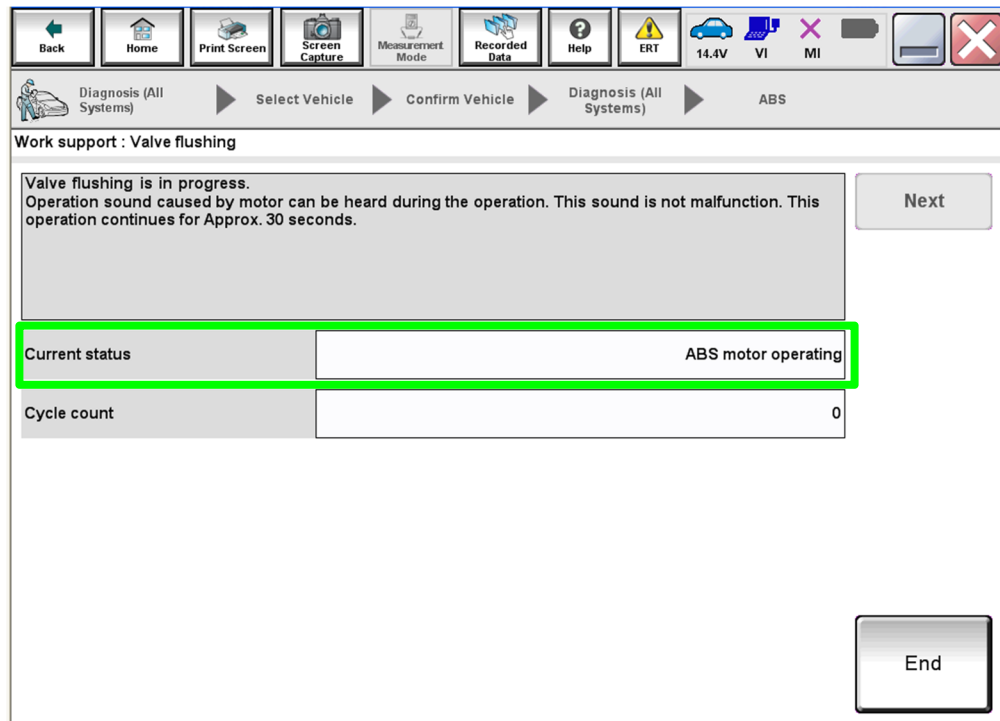 Back
Home
Print Screen
Screen
Capture
Measurement
Mode
Recorded
Data
Help
ERT
14.4V
VI
MI
Diagnosis (All
Systems)
Select Vehicle
Confirm Vehicle
Diagnosis (All
Systems)
ABS
Work support : Valve flushing
Valve flushing is in progress.
Operation sound caused by motor can be heard during the operation. This sound is not malfunction. This
operation continues for Approx. 30 seconds.
Next
Current status
ABS motor operating
Cycle count
0
End